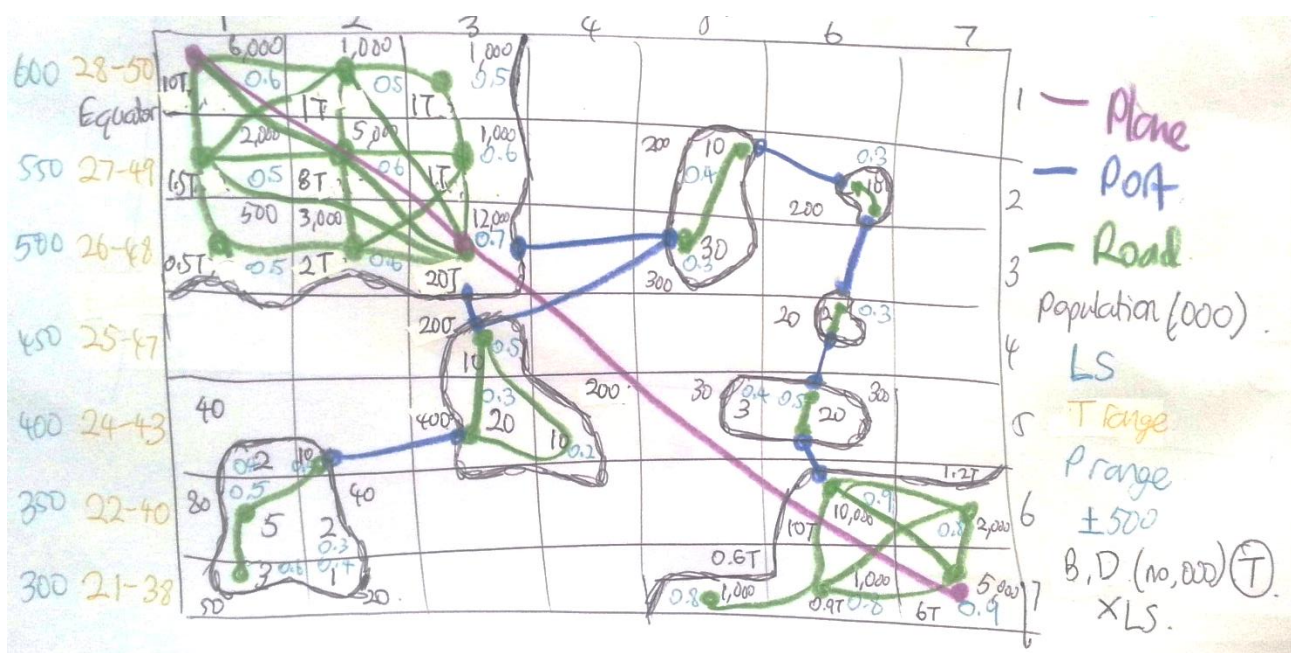 1 2 3 4 5 6 7
600 28-50 10T 6,000 0.6 1,000 0.5 1,000 0.5 1
Equator 1T 1T
550 27-49 1.5T 2,000 0.5 8T 5,000 0.6 1T 1,000 0.6 200 10 0.4 0.3 10 2
500 26-48 0.5T 500 0.5 3,000 2T 0.6 12,000 0.7 20T 300 30 0.3 200 3
450 25-47 200T 10 0.5 20 2 0.3 4
400 24-43 40 400 0.3 20 200 10 0.2 30 3 0.4 0.5 20 300 5
350 22-40 80 2 10 0.5 5 40 2 0.3 10T 10,000 0.9 1.2T 0.8 2,000 6
300 21-38 50 3 0.6 1 0.4 20 0.6T 0.8 1,000 0.9T 1,000 0.8 6T 5,000 0.9 7
Plane
Port
Road
Population (000).
LS
T range
P range
±500
B, D (no,000) T.
×LS.